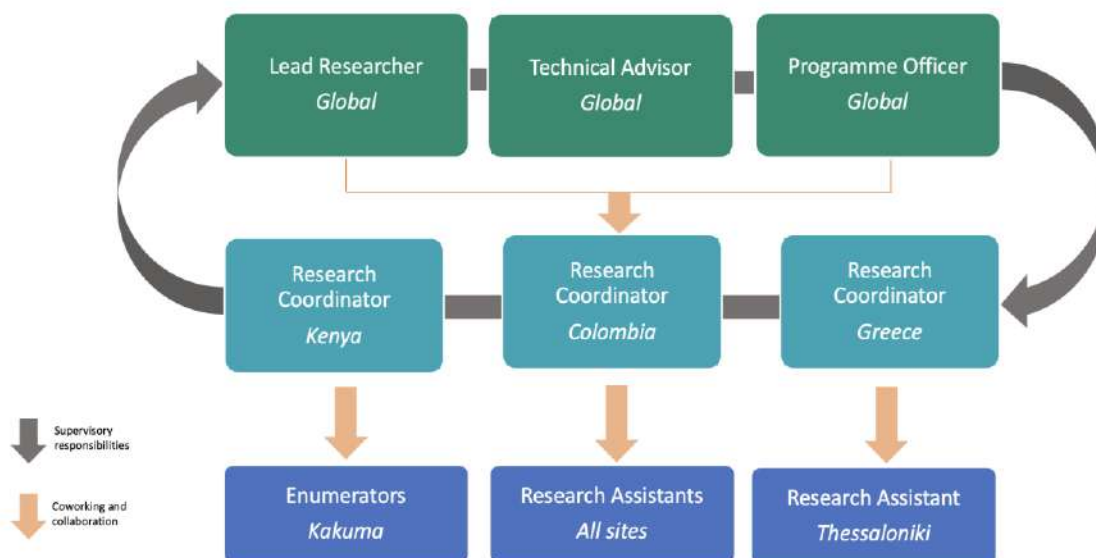 Lead Researcher
Global
Technical Advisor
Global
Programme Officer
Global
Research
Coordinator
Kenya
Research
Coordinator
Colombia
Research
Coordinator
Greece
Supervisory
responsibilities
Coworking and
collaboration
Enumerators
Kakuma
Research Assistants
All sites
Research Assistant
Thessaloniki